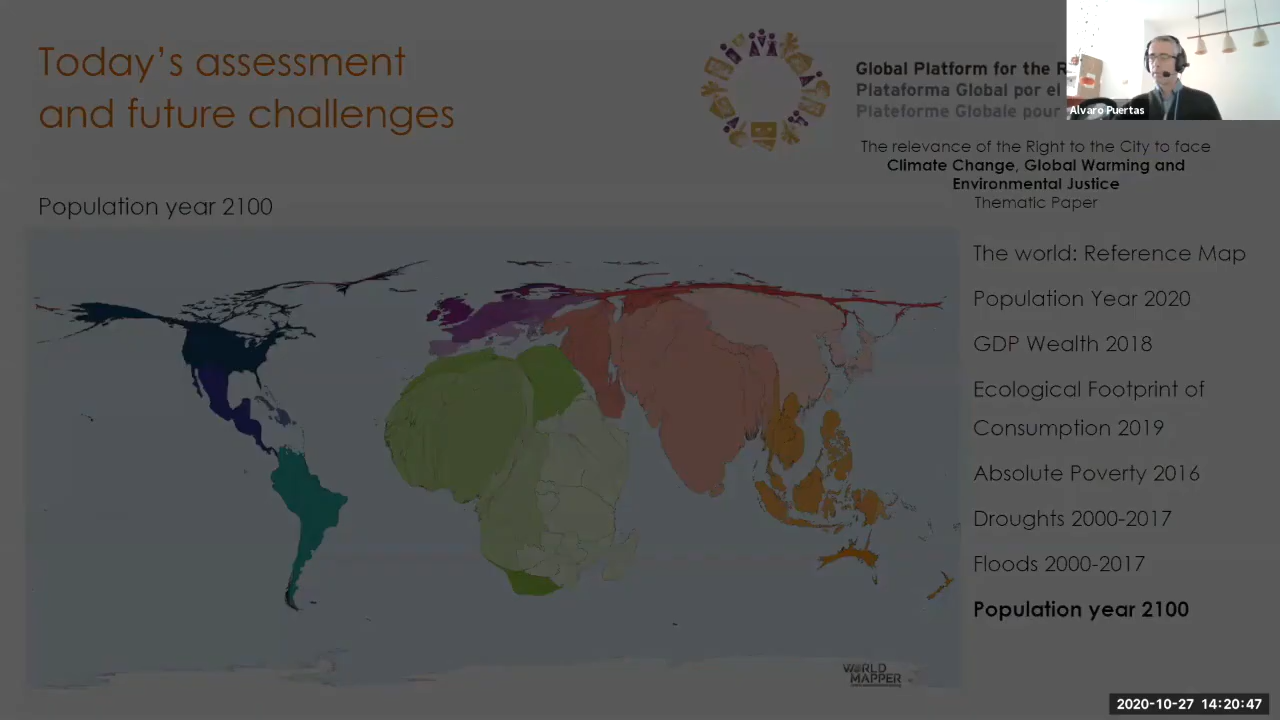 Today's assessment
and future challenges
Global Platform for the R
Plataforma Global por el
Plateforme Globale pour
Alvaro Puertas
The relevance of the Right to the City to face
Climate Change, Global Warming and
Environmental Justice
Thematic Paper
Population year 2100
The world: Reference Map
Population Year 2020
GDP Wealth 2018
Ecological Footprint of
Consumption 2019
Absolute Poverty 2016
Droughts 2000-2017
Floods 2000-2017
Population year 2100
WORLD
MAPPER
2020-10-27 14:20:47